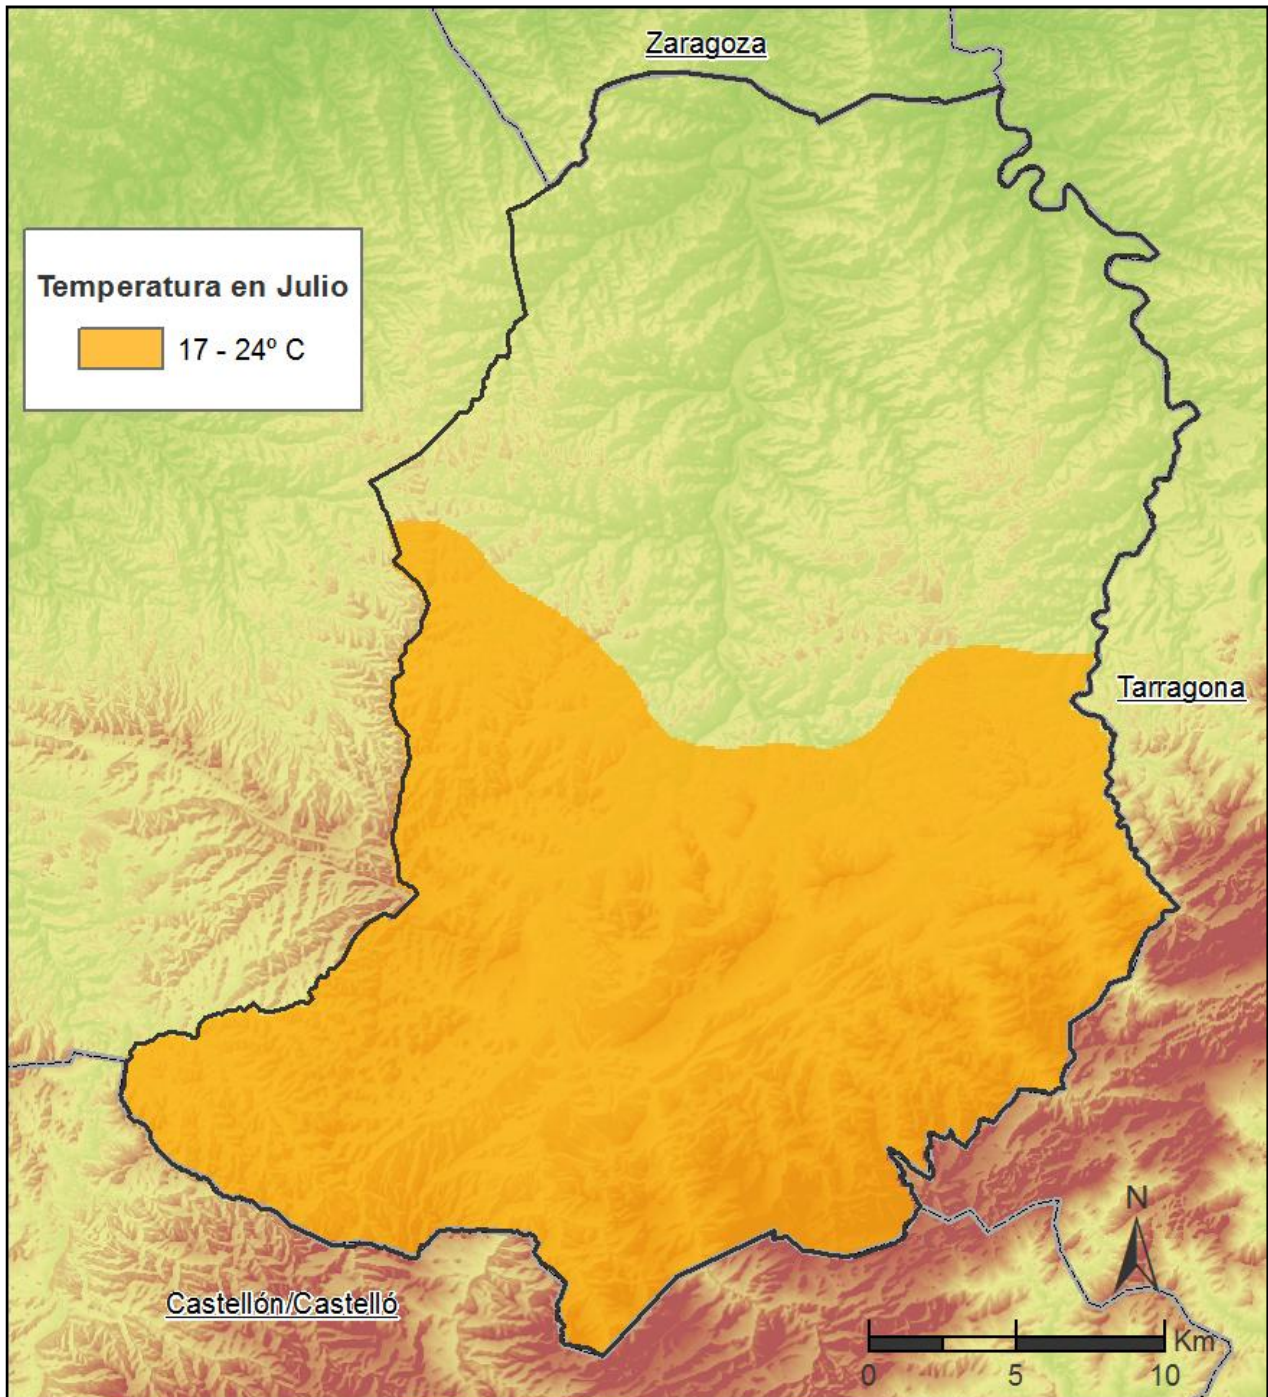 Zaragoza
Temperatura en Julio
17 - 24º C
Tarragona
Castellón/Castelló
N
Km
0 5 10